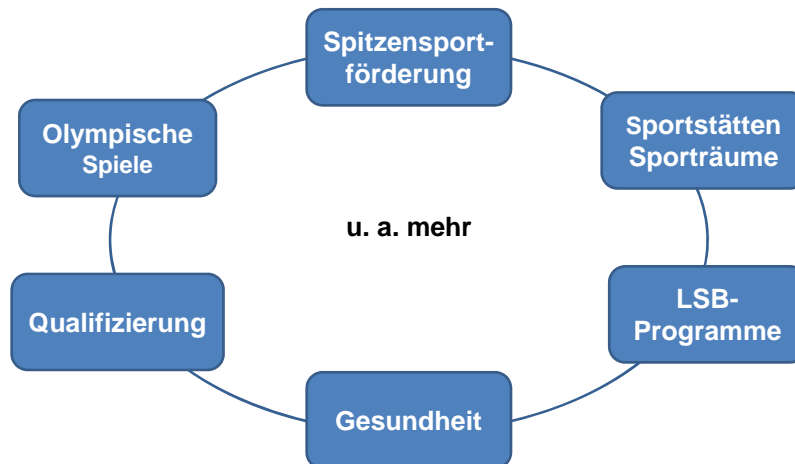 Spitzensport-
förderung
Olympische
Spiele
Sportstätten
Sporträume
u. a. mehr
Qualifizierung
LSB-
Programme
Gesundheit